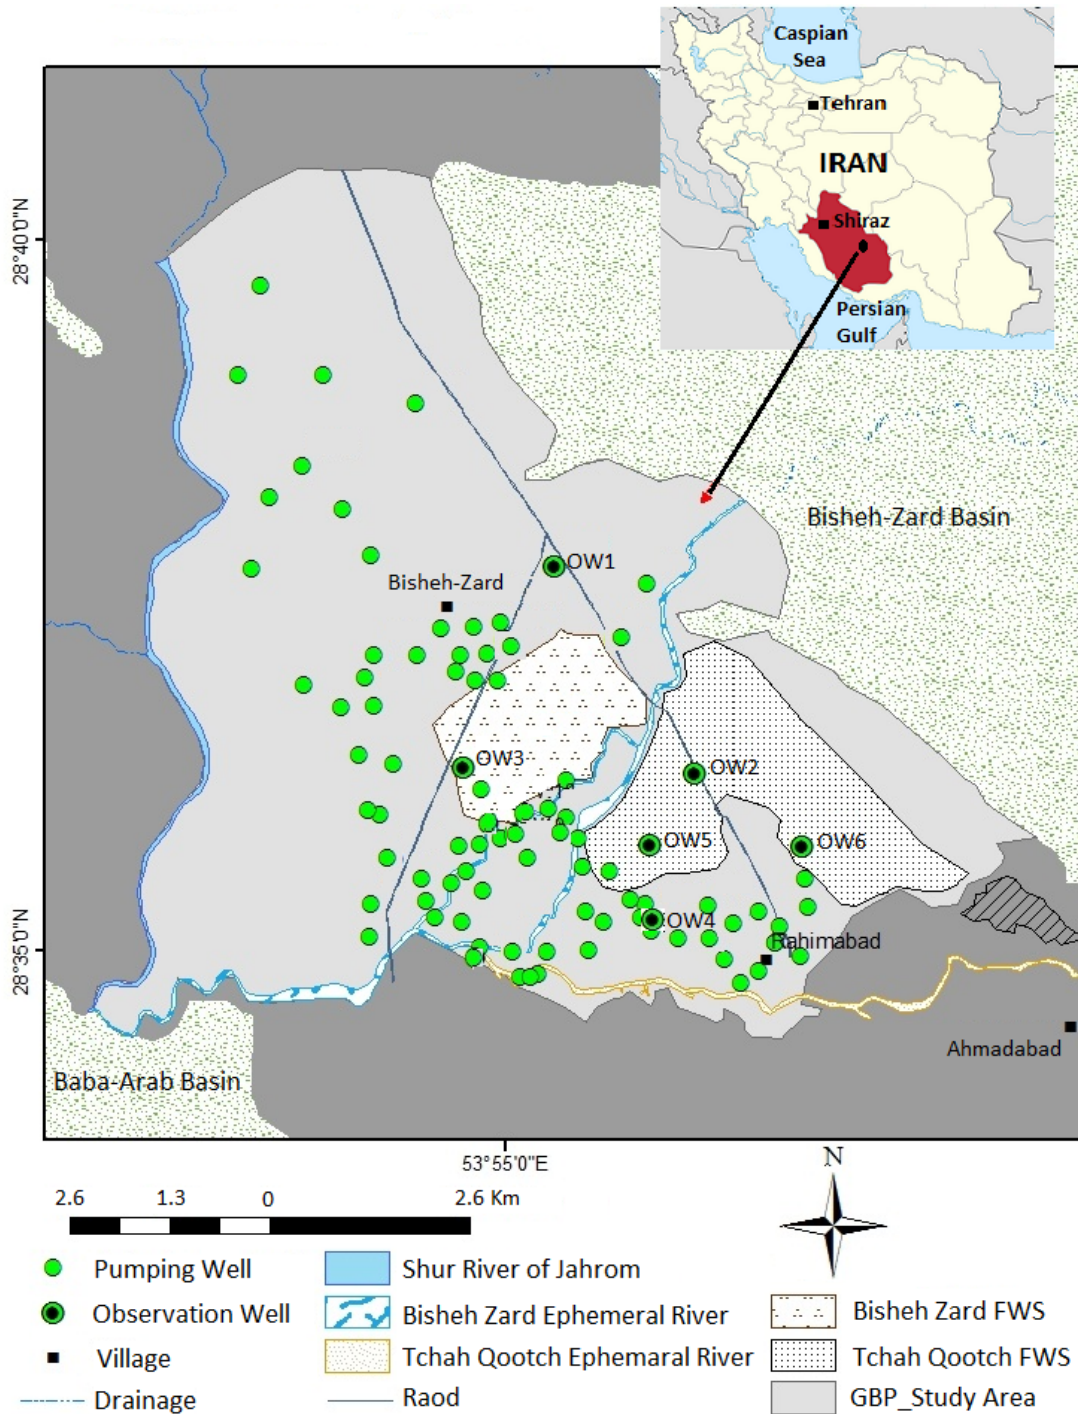 Caspian
Sea
Tehran
IRAN
Shiraz
Persian
Gulf
28°40'0"N
Bisheh-Zard Basin
OW1
Bisheh-Zard
OW3
OW2
OW5
OW6
OW4
Rahimabad
28°35'0"N
Ahmadabad
Baba-Arab Basin
53°55'0"E
N
2.6 1.3 0 2.6 Km
Pumping Well
Shur River of Jahrom
Observation Well
Bisheh Zard Ephemeral River
Bisheh Zard FWS
Village
Tchah Qootch Ephemaral River
Tchah Qootch FWS
Drainage
Raod
GBP_Study Area